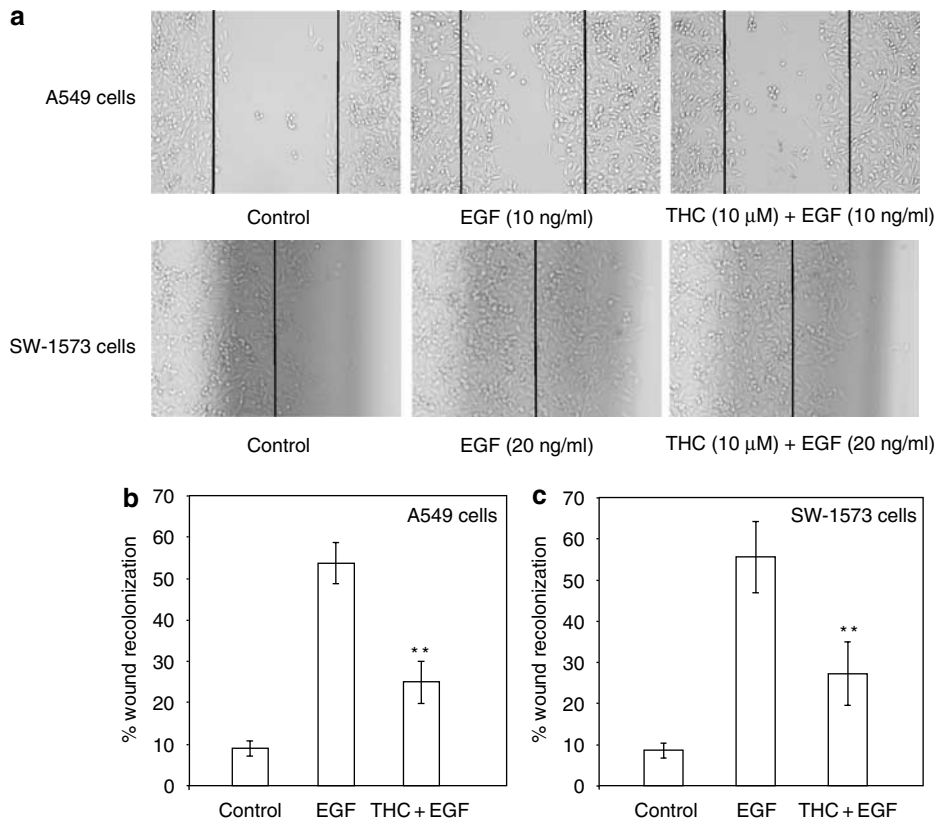 a
A549 cells
Control
EGF (10 ng/ml)
THC (10 μM) + EGF (10 ng/ml)
SW-1573 cells
Control
EGF (20 ng/ml)
THC (10 μM) + EGF (20 ng/ml)
b
A549 cells
% wound recolonization
70
60
50
40
30
20
10
0
**
Control
EGF
THC + EGF
c
SW-1573 cells
% wound recolonization
70
60
50
40
30
20
10
0
**
Control
EGF
THC + EGF